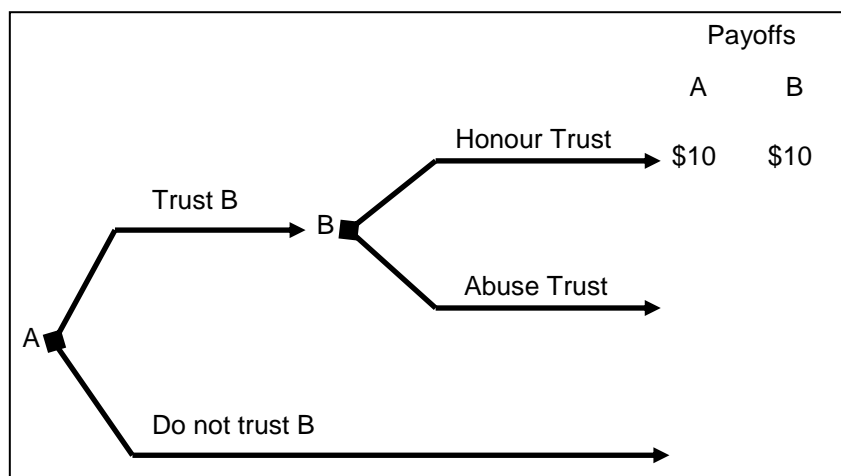 Payoffs
A B
Honour Trust
$10 $10
Trust B
B
Abuse Trust
A
Do not trust B